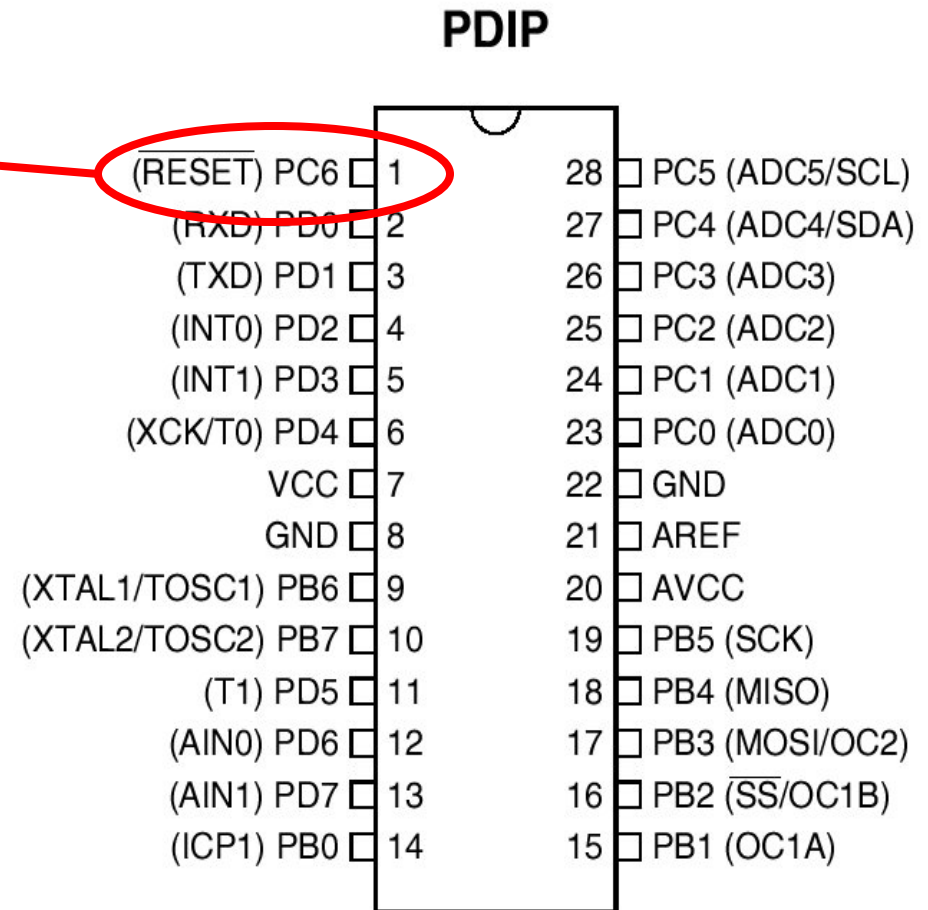 PDIP
(RESET) PC6 1 28 PC5 (ADC5/SCL)
(RXD) PD0 2 27 PC4 (ADC4/SDA)
(TXD) PD1 3 26 PC3 (ADC3)
(INT0) PD2 4 25 PC2 (ADC2)
(INT1) PD3 5 24 PC1 (ADC1)
(XCK/T0) PD4 6 23 PC0 (ADC0)
VCC 7 22 GND
GND 8 21 AREF
(XTAL1/TOSC1) PB6 9 20 AVCC
(XTAL2/TOSC2) PB7 10 19 PB5 (SCK)
(T1) PD5 11 18 PB4 (MISO)
(AIN0) PD6 12 17 PB3 (MOSI/OC2)
(AIN1) PD7 13 16 PB2 (SS/OC1B)
(ICP1) PB0 14 15 PB1 (OC1A)